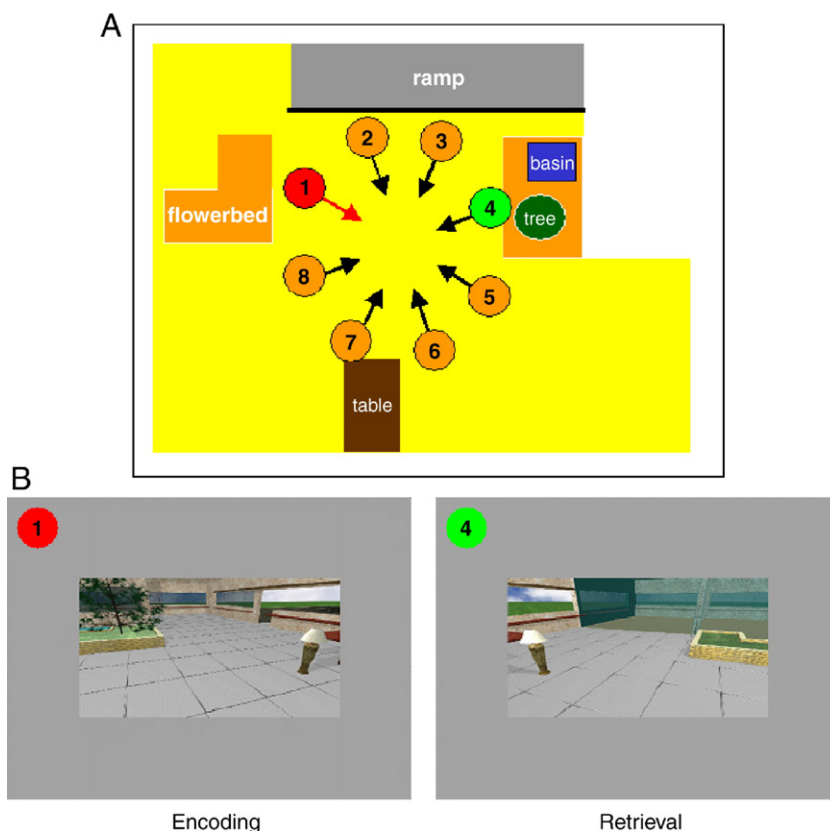 A
ramp
2 3
basin
1
4
flowerbed
tree
8
5
7 6
table
B
1 4
Encoding Retrieval